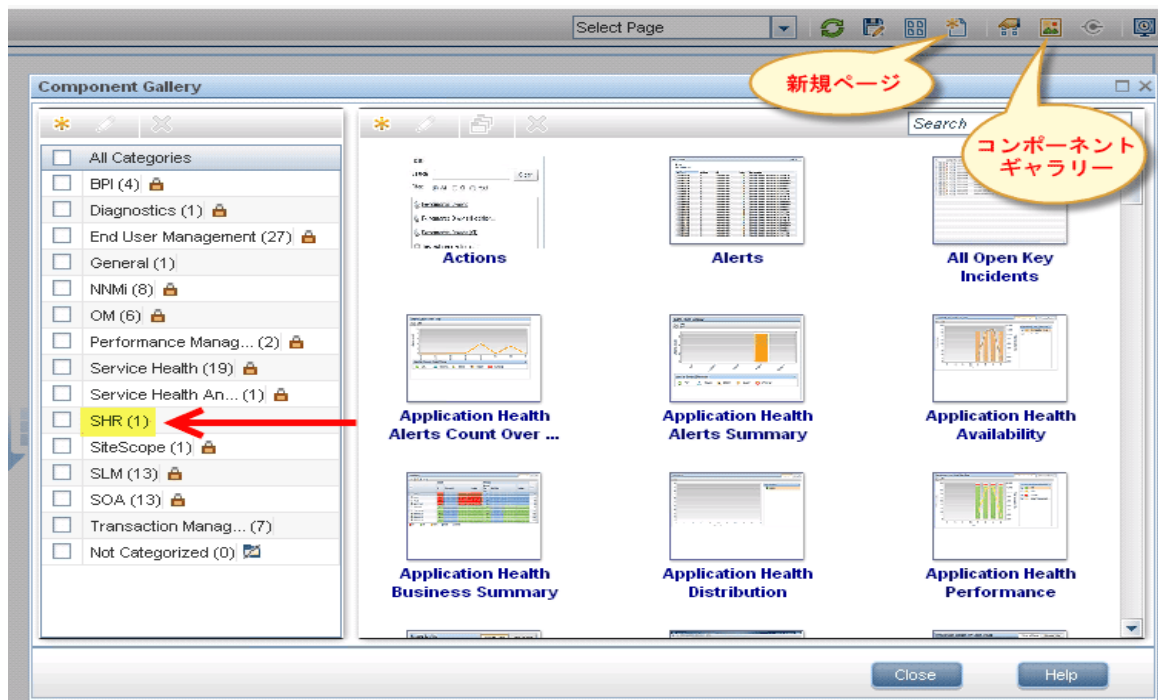 Select Page
新規ページ
Component Gallery
Search
コンポーネント
ギャラリー
All Categories
BPI (4)
Diagnostics (1)
End User Management (27)
General (1)
NNMi (8)
OM (6)
Performance Manag... (2)
Service Health (19)
Service Health An... (1)
SHR (1)
SiteScope (1)
SLM (13)
SOA (13)
Transaction Manag... (7)
Not Categorized (0)
Actions
Alerts
All Open Key
Incidents
Application Health
Alerts Count Over ...
Application Health
Alerts Summary
Application Health
Availability
Application Health
Business Summary
Application Health
Distribution
Application Health
Performance
Close
Help